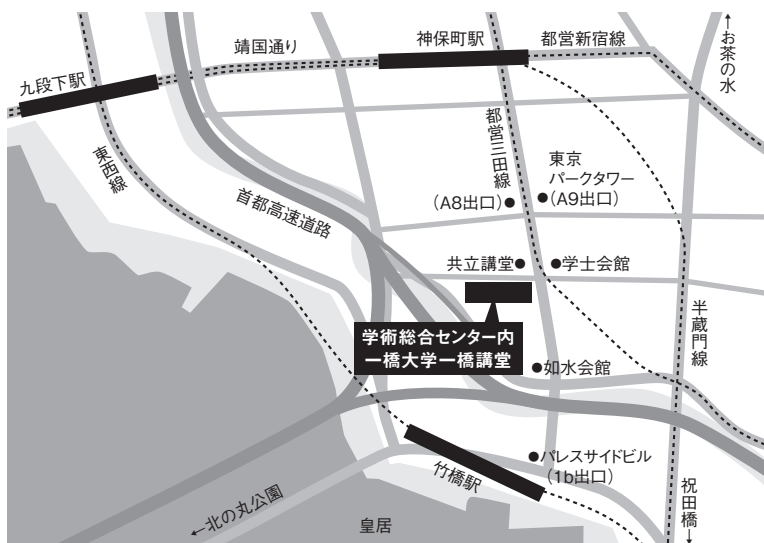 ↑お茶の水
靖国通り
神保町駅
都営新宿線
九段下駅
東西線
都営三田線
東京
パークタワー
(A9出口)
(A8出口)
首都高速道路
共立講堂
学士会館
半蔵門線
学術総合センター内
一橋大学一橋講堂
如水会館
パレスサイドビル
(1b出口)
竹橋駅
←北の丸公園
皇居
祝田橋→